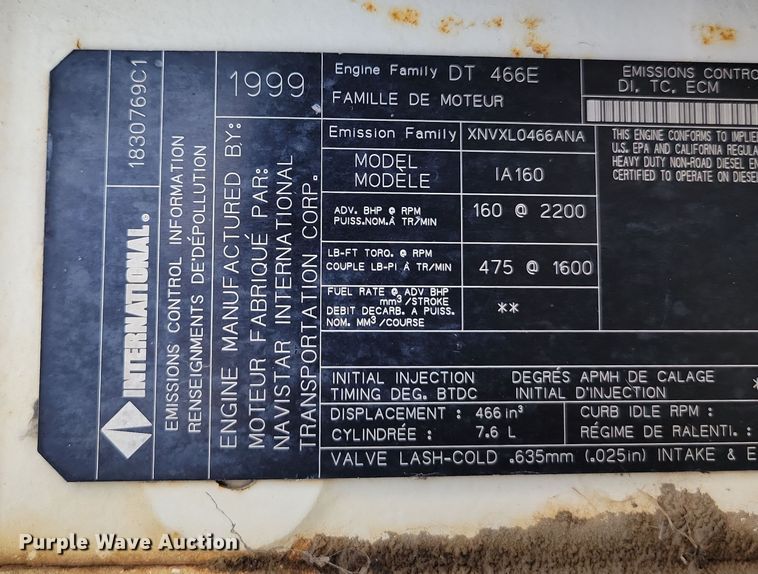 1830769C1
INTERNATIONAL®
EMISSIONS CONTROL INFORMATION
RENSEIGNMENTS DE'DÉPOLLUTION
ENGINE MANUFACTURED BY:
MOTEUR FABRIQUÉ PAR:
NAVISTAR INTERNATIONAL
TRANSPORTATION CORP.
1999
Engine Family DT 466E
FAMILLE DE MOTEUR
EMISSIONS CONTRO
DI, TC, ECM
Emission Family XNVXL0466ANA
MODEL
MODÈLE
IA160
ADV. BHP @ RPM
PUISS.NOM.À TR/MIN
160 @ 2200
LB-FT TORQ. @ RPM
COUPLE LB-PI À TR/MIN
475 @ 1600
FUEL RATE @ ADV BHP
mm³/STROKE
DEBIT DECARB. A PUISS.
NOM. MM³/COURSE
**
THIS ENGINE CONFORMS TO IMPLIE
U.S. EPA AND CALIFORNIA REGULA
HEAVY DUTY NON-ROAD DIESEL EN
CERTIFIED TO OPERATE ON DIESE
INITIAL INJECTION DEGRÉS APMH DE CALAGE
TIMING DEG. BTDC INITIAL D'INJECTION
DISPLACEMENT : 466 in³ CURB IDLE RPM :
CYLINDRÉE : 7.6 L RÉGIME DE RALENTI. :
VALVE LASH-COLD .635mm (.025in) INTAKE & E
Purple Wave Auction